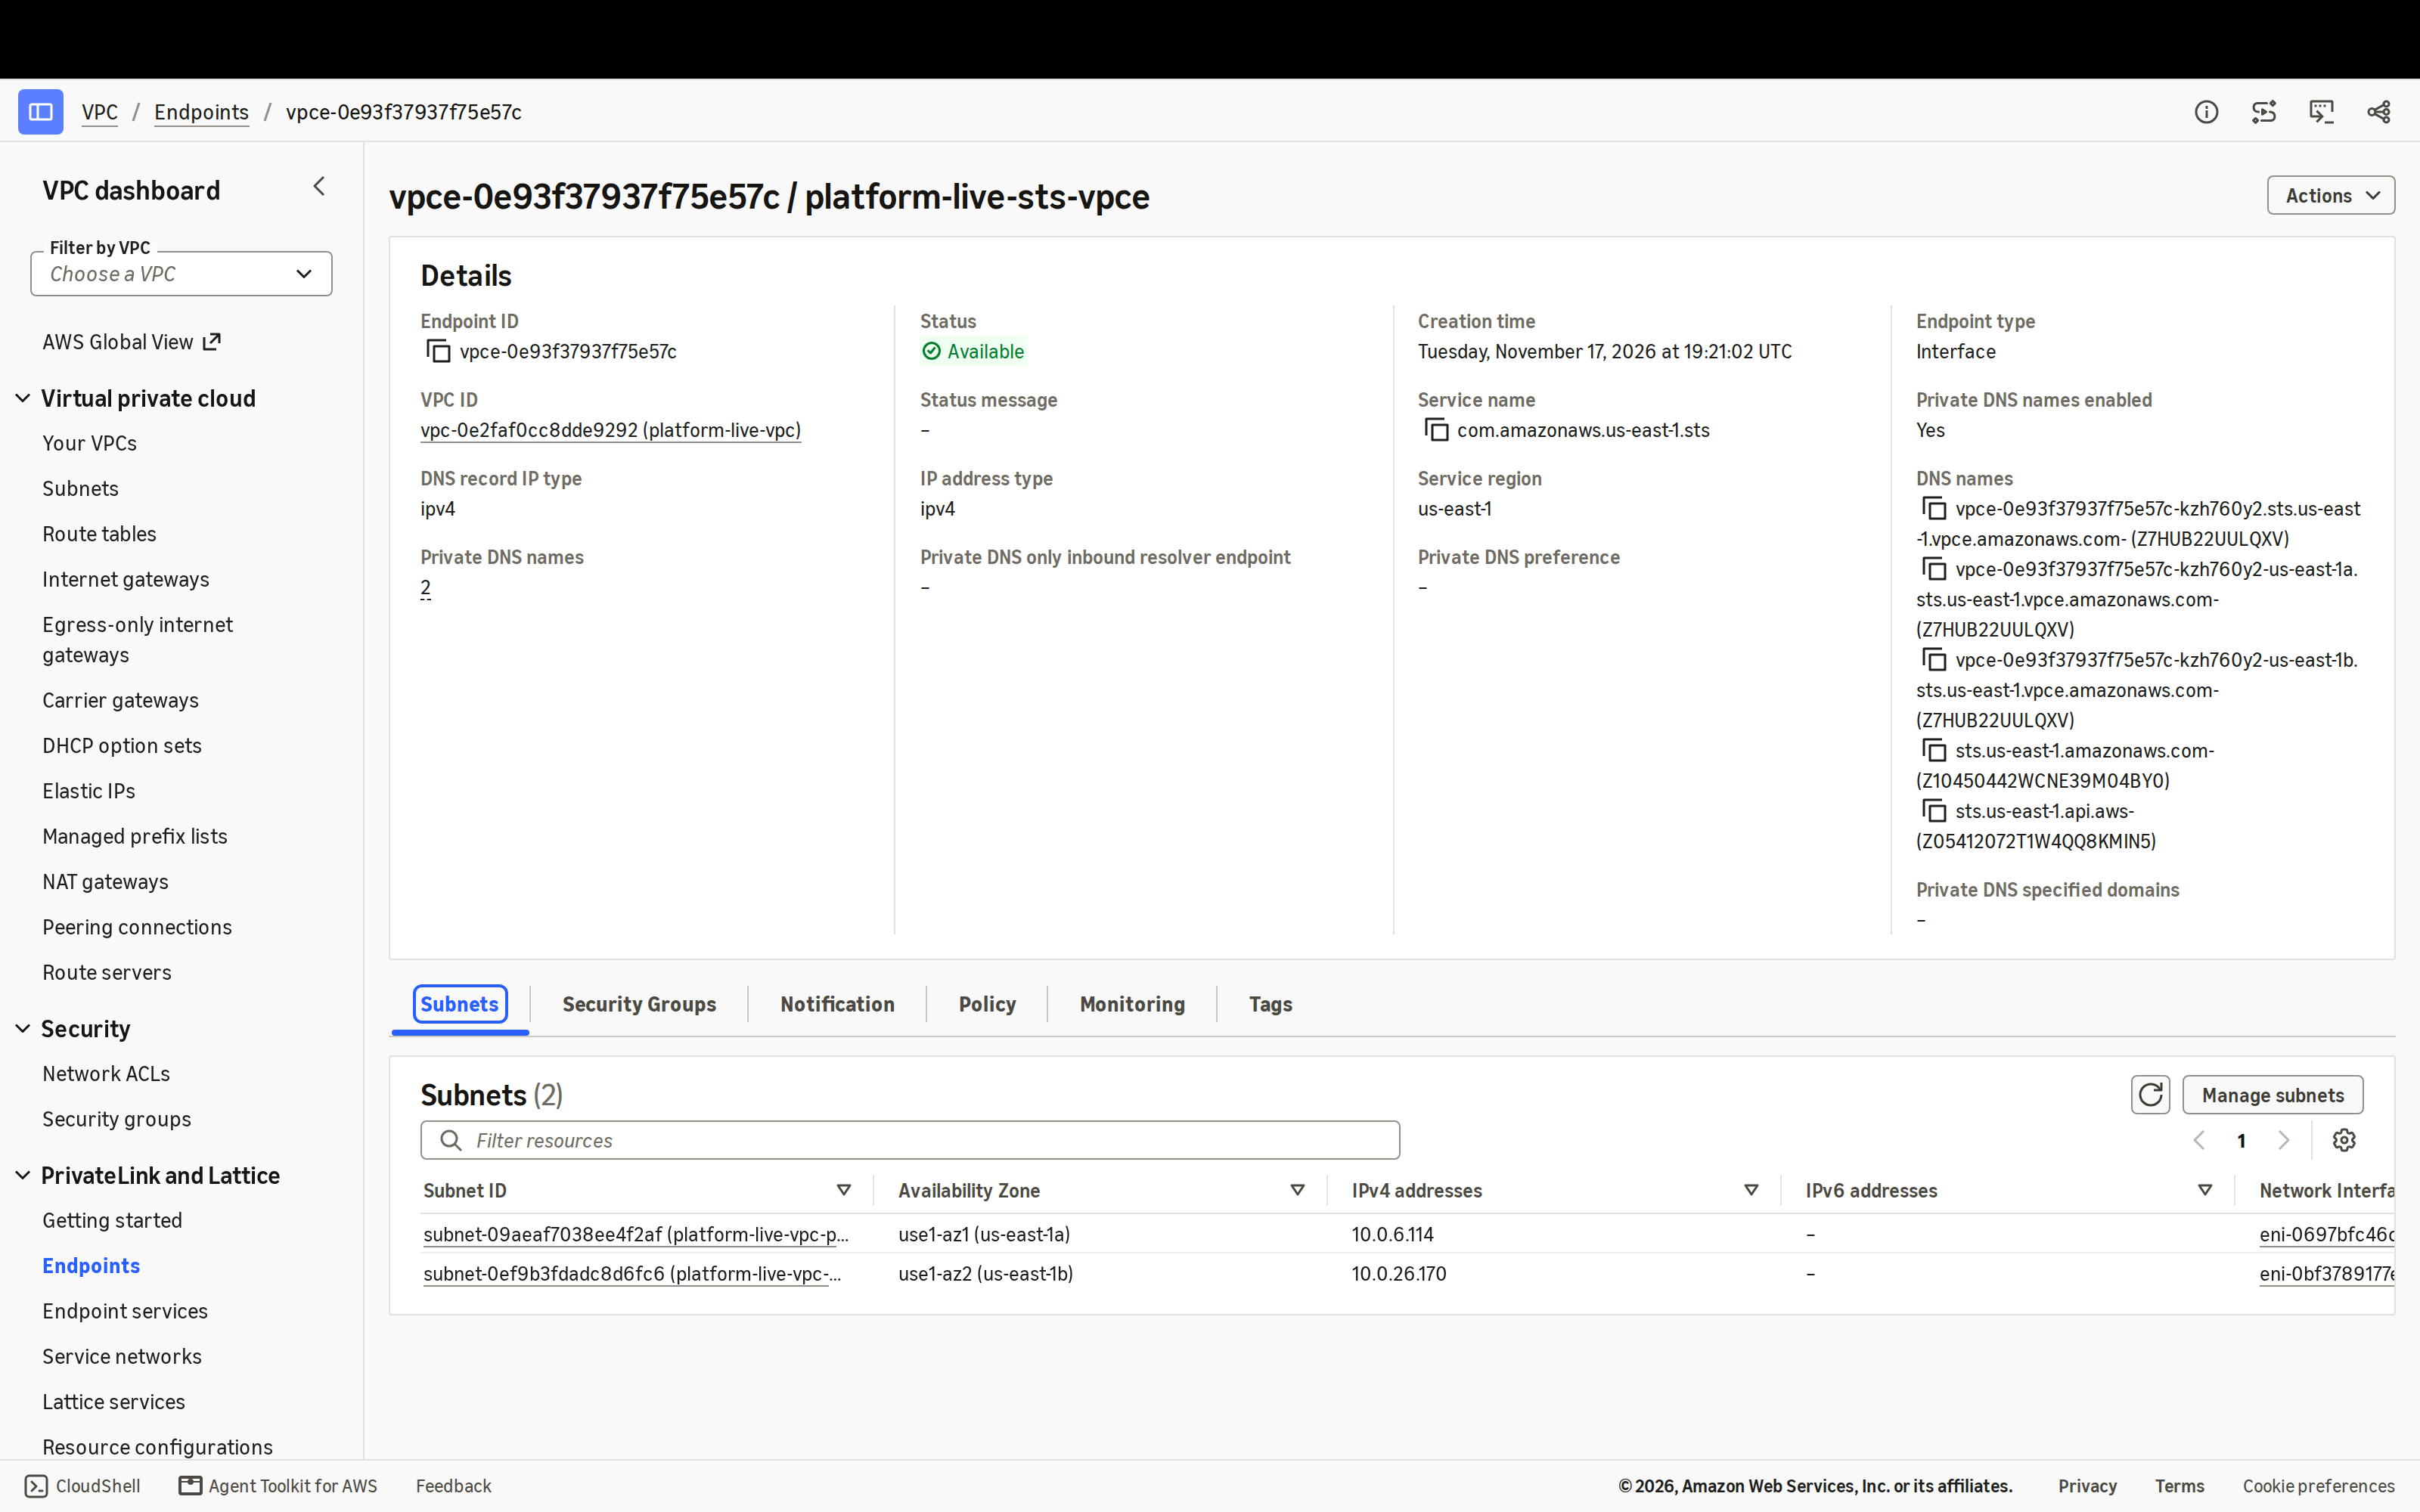 VPC / Endpoints / vpce-0e93f37937f75e57c
VPC dashboard
Filter by VPC
Choose a VPC
AWS Global View
Virtual private cloud
Your VPCs
Subnets
Route tables
Internet gateways
Egress-only internet
gateways
Carrier gateways
DHCP option sets
Elastic IPs
Managed prefix lists
NAT gateways
Peering connections
Route servers
Security
Network ACLs
Security groups
PrivateLink and Lattice
Getting started
Endpoints
Endpoint services
Service networks
Lattice services
Resource configurations
vpce-0e93f37937f75e57c / platform-live-sts-vpce
Actions
Details
Endpoint ID
vpce-0e93f37937f75e57c
VPC ID
vpc-0e2faf0cc8dde9292 (platform-live-vpc)
DNS record IP type
ipv4
Private DNS names
2
Status
Available
Status message
–
IP address type
ipv4
Private DNS only inbound resolver endpoint
–
Creation time
Tuesday, November 17, 2026 at 19:21:02 UTC
Service name
com.amazonaws.us-east-1.sts
Service region
us-east-1
Private DNS preference
–
Endpoint type
Interface
Private DNS names enabled
Yes
DNS names
vpce-0e93f37937f75e57c-kzh760y2.sts.us-east
-1.vpce.amazonaws.com- (Z7HUB22UULQXV)
vpce-0e93f37937f75e57c-kzh760y2-us-east-1a.
sts.us-east-1.vpce.amazonaws.com-
(Z7HUB22UULQXV)
vpce-0e93f37937f75e57c-kzh760y2-us-east-1b.
sts.us-east-1.vpce.amazonaws.com-
(Z7HUB22UULQXV)
sts.us-east-1.amazonaws.com-
(Z10450442WCNE39M04BY0)
sts.us-east-1.api.aws-
(Z05412072T1W4QQ8KMIN5)
Private DNS specified domains
–
Subnets Security Groups Notification Policy Monitoring Tags
Subnets (2)
Manage subnets
Filter resources
1
Subnet ID Availability Zone IPv4 addresses IPv6 addresses Network Interfa
subnet-09aeaf7038ee4f2af (platform-live-vpc-p... use1-az1 (us-east-1a) 10.0.6.114 – eni-0697bfc46c
subnet-0ef9b3fdadc8d6fc6 (platform-live-vpc-... use1-az2 (us-east-1b) 10.0.26.170 – eni-0bf3789177e
CloudShell Agent Toolkit for AWS Feedback © 2026, Amazon Web Services, Inc. or its affiliates. Privacy Terms Cookie preferences